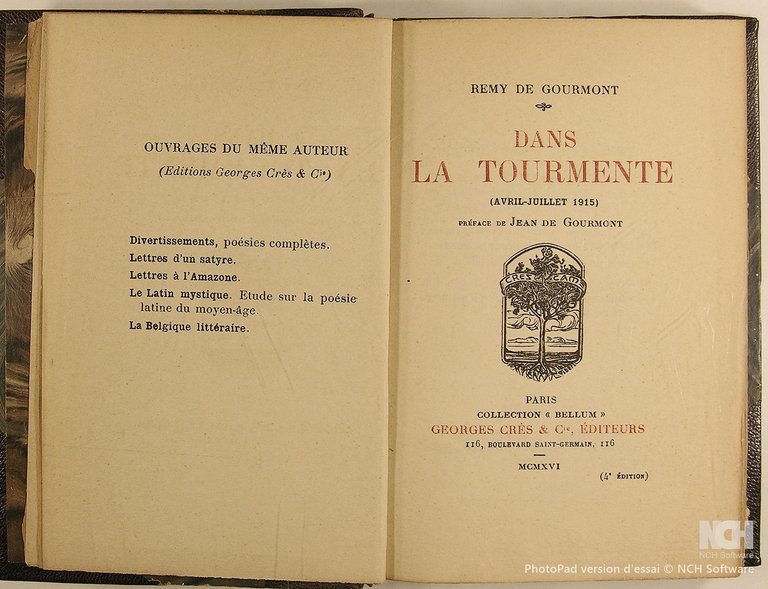 OUVRAGES DU MÊME AUTEUR
(Editions Georges Crès & Cie)
Divertissements, poésies complètes.
Lettres d'un satyre.
Lettres à l'Amazone.
Le Latin mystique. Etude sur la poésie
latine du moyen-âge.
La Belgique littéraire.
REMY DE GOURMONT
DANS
LA TOURMENTE
(AVRIL-JUILLET 1915)
PRÉFACE DE JEAN DE GOURMONT
CRESCAM
PARIS
COLLECTION « BELLUM »
GEORGES CRÈS & Cie, ÉDITEURS
116, BOULEVARD SAINT-GERMAIN, 116
MCMXVI
(4e ÉDITION)
NCH
NCH Software
PhotoPad version d'essai © NCH Software